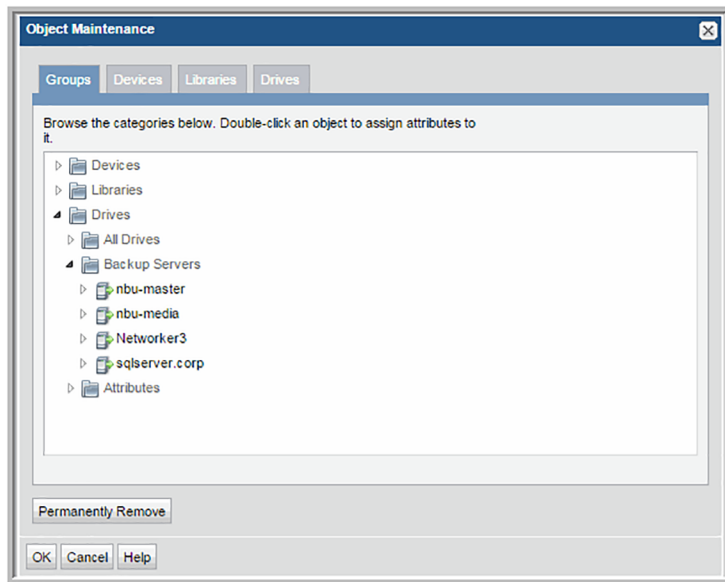 Object Maintenance
Groups Devices Libraries Drives
Browse the categories below. Double-click an object to assign attributes to
it.
Devices
Libraries
Drives
All Drives
Backup Servers
nbu-master
nbu-media
Networker3
sqlserver.corp
Attributes
Permanently Remove
OK Cancel Help